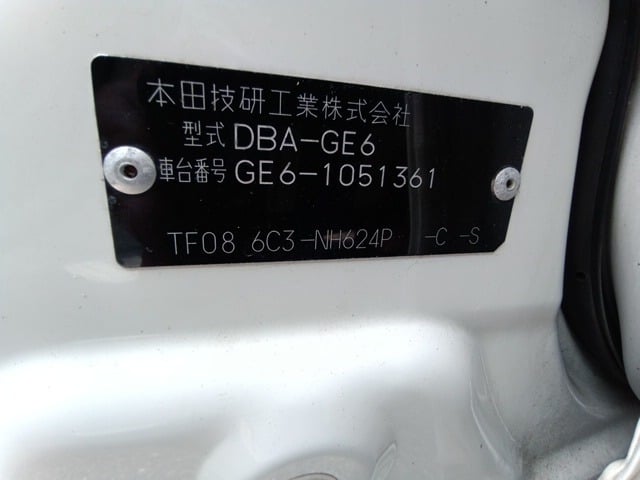 本田技研工業株式会社
型式 DBA-GE6
車台番号 GE6-1051361
TF08 6C3-NH624P -C -S